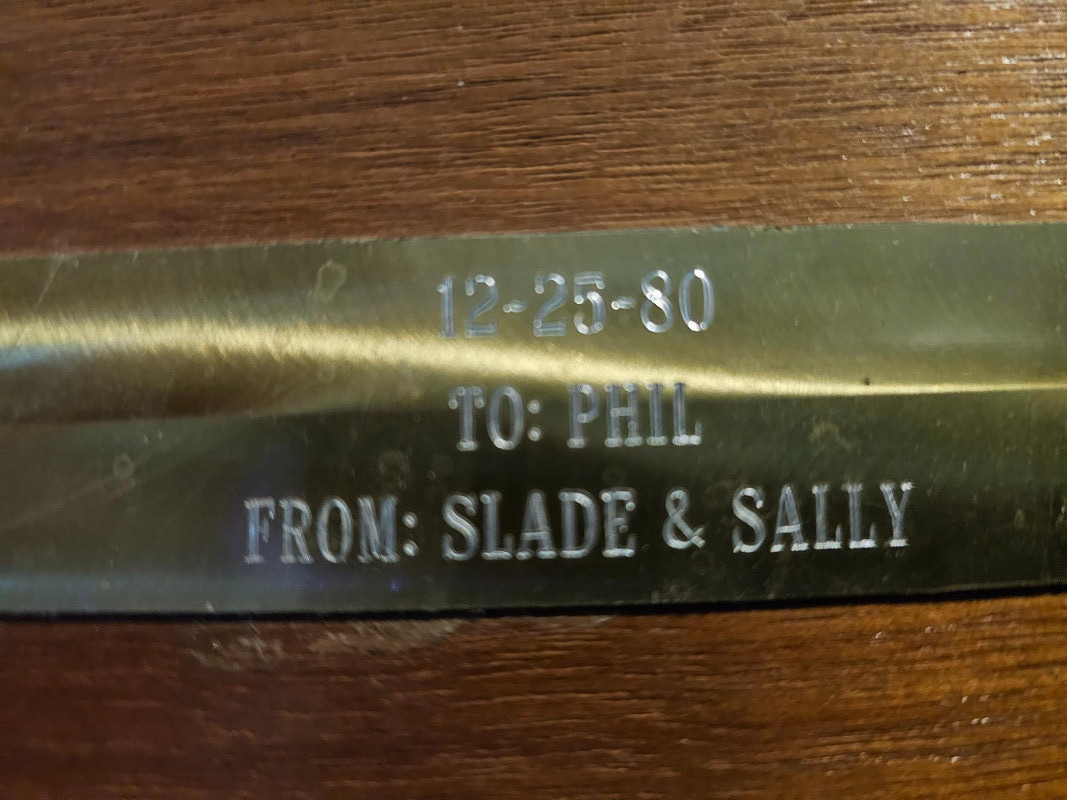 12-25-80
TO: PHIL
FROM: SLADE & SALLY